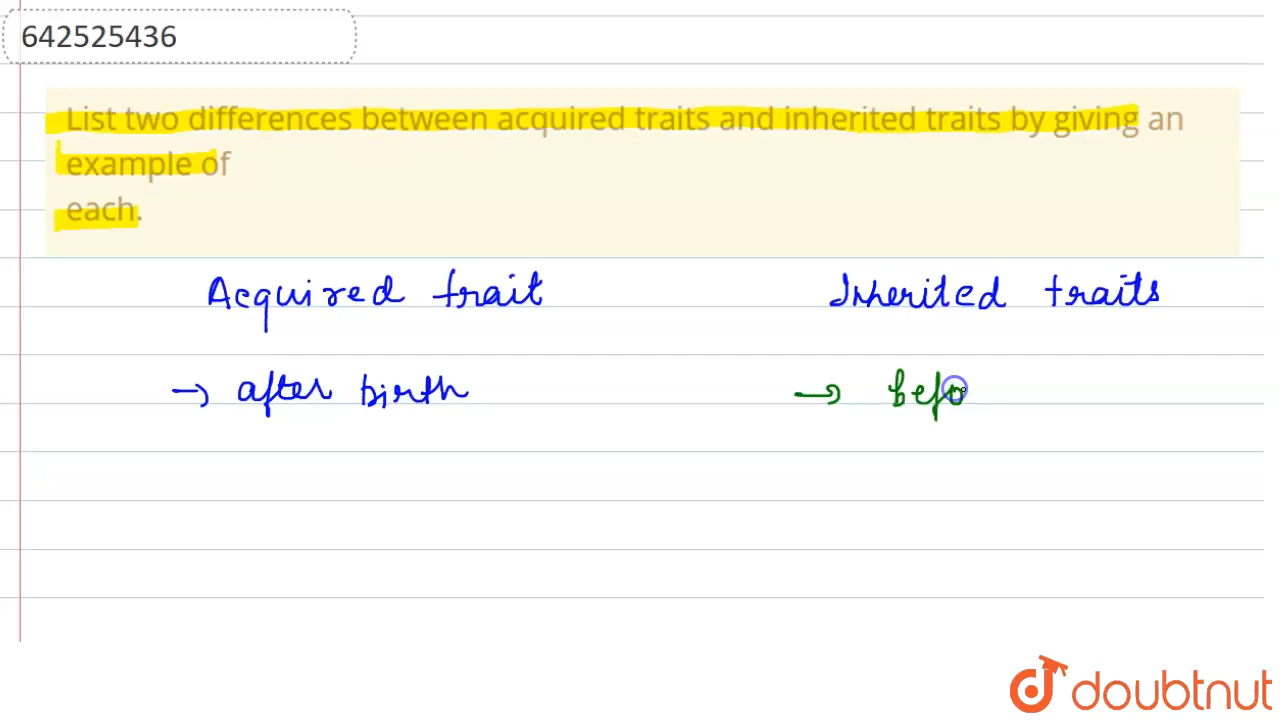 642525436
List two differences between acquired traits and inherited traits by giving an
example of
each.
Acquired trait Inherited traits
→ after birth → befo
doubtnut